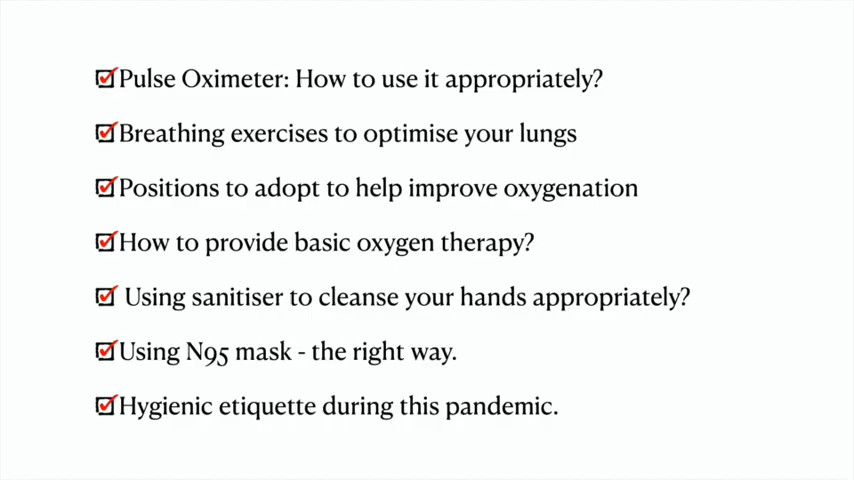 Pulse Oximeter: How to use it appropriately?
Breathing exercises to optimise your lungs
Positions to adopt to help improve oxygenation
How to provide basic oxygen therapy?
Using sanitiser to cleanse your hands appropriately?
Using N95 mask - the right way.
Hygienic etiquette during this pandemic.